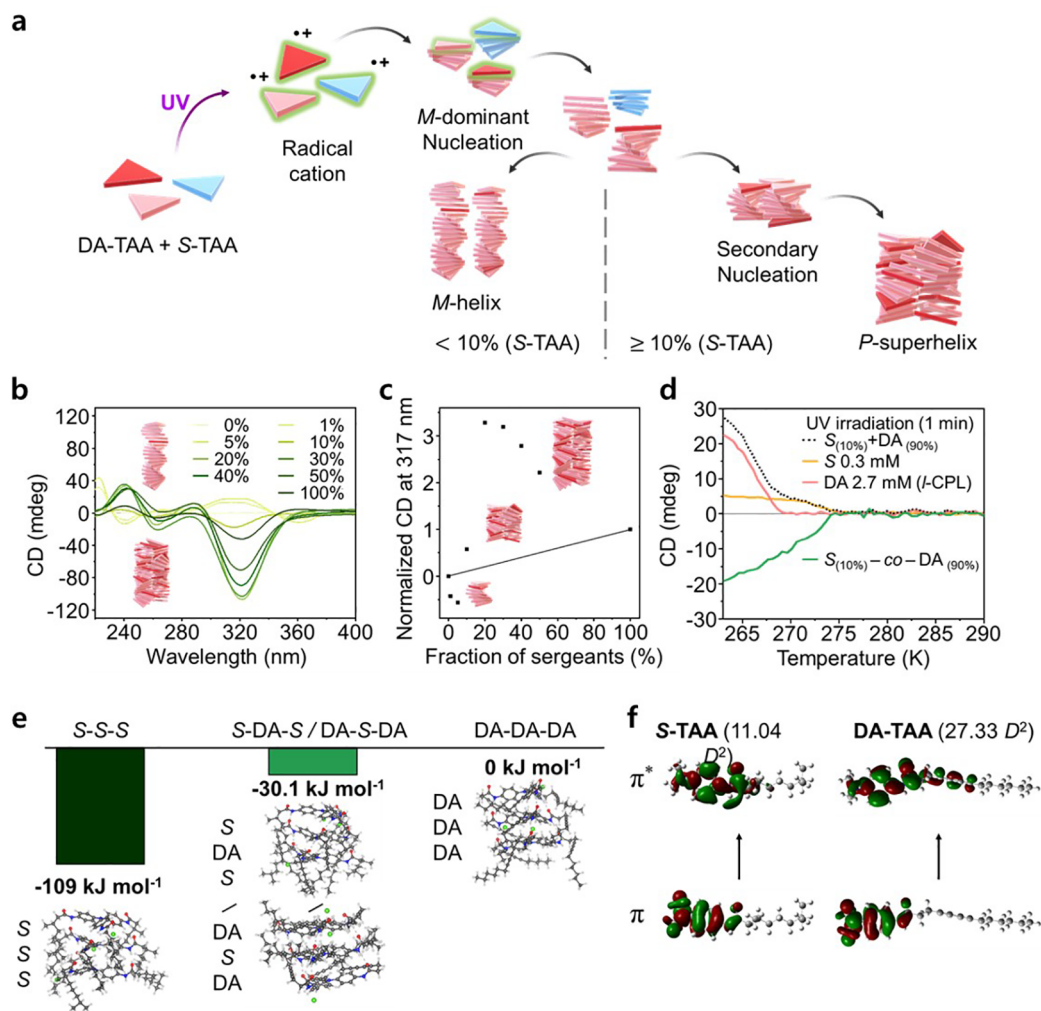 a
•+
•+
•+
UV
DA-TAA + S-TAA
Radical
cation
M-dominant
Nucleation
M-helix
Secondary
Nucleation
P-superhelix
< 10% (S-TAA)
≥ 10% (S-TAA)
b
CD (mdeg)
120
80
40
0
-40
-80
-120
0%
1%
5%
10%
20%
30%
40%
50%
100%
240
280
320
360
400
Wavelength (nm)
c
Normalized CD at 317 nm
3
2
1
0
0
20
40
60
80
100
Fraction of sergeants (%)
d
CD (mdeg)
30
20
10
0
-10
-20
-30
UV irradiation (1 min)
S(10%)+DA (90%)
S 0.3 mM
DA 2.7 mM (l-CPL)
S(10%) – co – DA (90%)
265
270
275
280
285
290
Temperature (K)
e
S-S-S
S-DA-S / DA-S-DA
DA-DA-DA
-109 kJ mol-1
-30.1 kJ mol-1
0 kJ mol-1
S
S
S
S
DA
S
/
DA
S
DA
DA
DA
DA
f
S-TAA (11.04
D2)
DA-TAA (27.33 D2)
π*
π